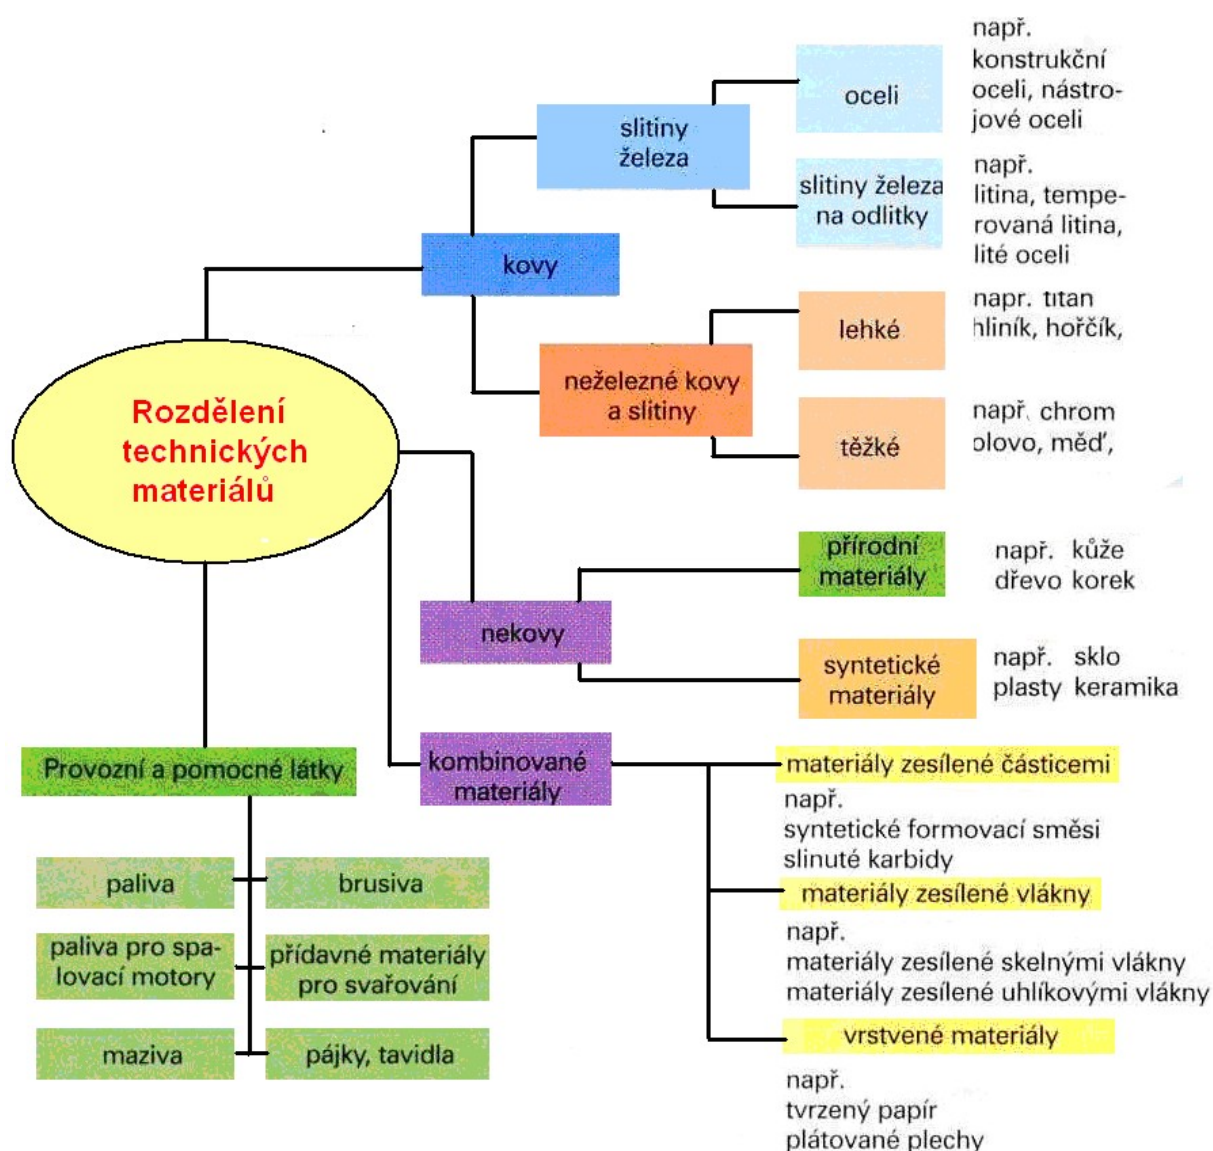 Rozdělení
technických
materiálů
kovy
slitiny
železa
oceli
např.
konstrukční
oceli, nástro-
jové oceli
slitiny železa
na odlitky
např.
litina, tempe-
rovaná litina,
lité oceli
neželezné kovy
a slitiny
lehké
napr. titan
hliník, hořčík,
těžké
např. chrom
olovo, měď,
nekovy
přírodní
materiály
např. kůže
dřevo korek
syntetické
materiály
např. sklo
plasty keramika
kombinované
materiály
materiály zesílené částicemi
např.
syntetické formovací směsi
slinuté karbidy
materiály zesílené vlákny
např.
materiály zesílené skelnými vlákny
materiály zesílené uhlíkovými vlákny
vrstvené materiály
např.
tvrzený papír
plátované plechy
Provozní a pomocné látky
paliva
brusiva
paliva pro spa-
lovací motory
přídavné materiály
pro svařování
maziva
pájky, tavidla